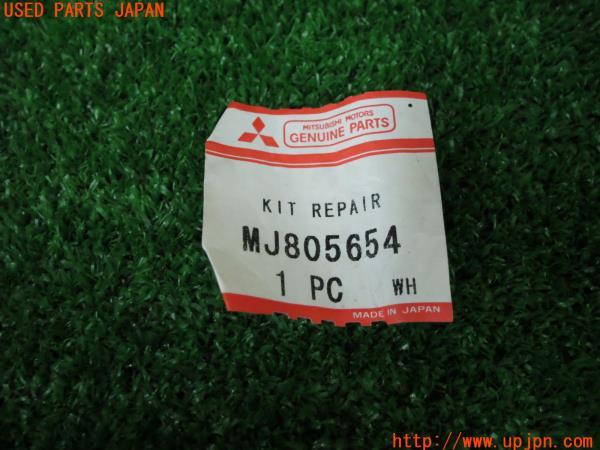 USED PARTS JAPAN
MITSUBISHI MOTORS
GENUINE PARTS
KIT REPAIR
MJ805654
1 PC WH
MADE IN JAPAN
http://www.upjpn.com